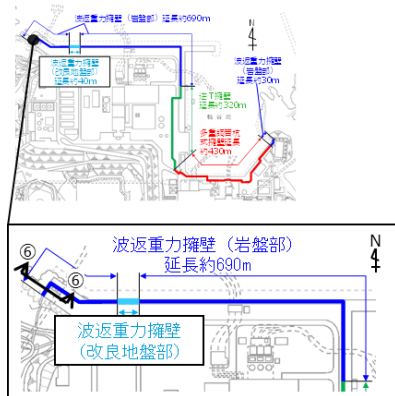 波返重力擁壁（岩盤部）延長約690m
N
波返重力擁壁
（改良地盤部）
延長約40m
波返重力擁壁
（岩盤部）
延長約30m
逆T擁壁
延長約320m
多重鋼管杭
式擁壁延長
約430m
波返重力擁壁（岩盤部）
延長約690m
N
⑥
⑥
波返重力擁壁
（改良地盤部）